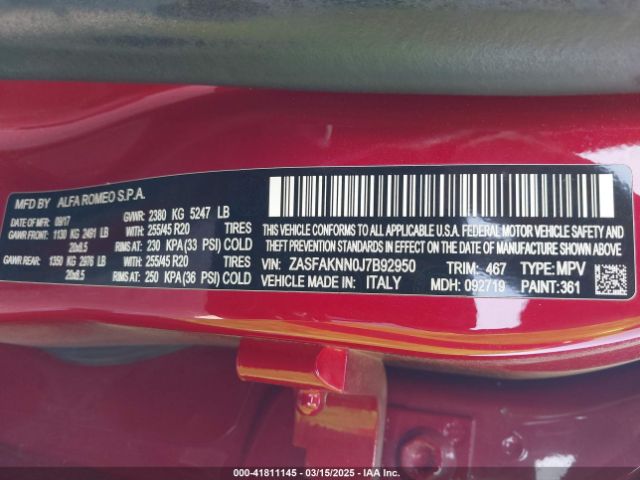 MFD BY ALFA ROMEO S.P.A.
DATE OF MFG: 09/17 GVWR: 2380 KG 5247 LB
GAWR FRONT: 1130 KG 2491 LB WITH: 255/45 R20 TIRES
20x8.5 RIMS AT: 230 KPA (33 PSI) COLD
GAWR REAR: 1350 KG 2976 LB WITH: 255/45 R20 TIRES
20x8.5 RIMS AT: 250 KPA (36 PSI) COLD
THIS VEHICLE CONFORMS TO ALL APPLICABLE U.S.A. FEDERAL MOTOR VEHICLE SAFETY,
THEFT PREVENTION, AND BUMPER STANDARDS IN EFFECT ON THE DATE OF MANUFACTURE SHOWN ABOVE.
VIN: ZASFAKNN0J7B92950 TRIM: 467 TYPE: MPV
VEHICLE MADE IN: ITALY MDH: 092719 PAINT: 361
000-41811145 - 03/15/2025 - IAAI.COM